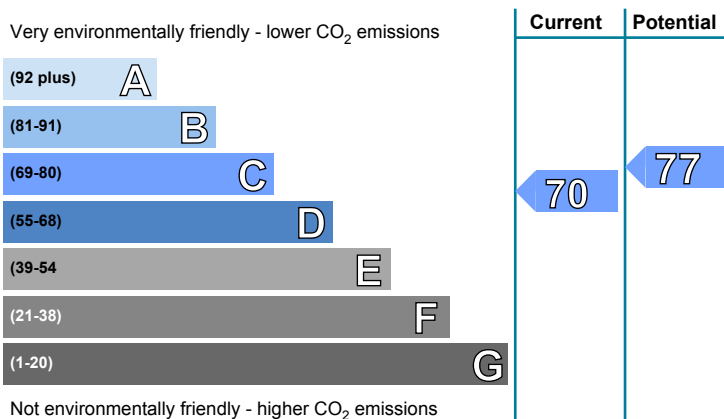 Current Potential
Very environmentally friendly - lower CO2 emissions
(92 plus) A
(81-91) B
(69-80) C
77
70
(55-68) D
(39-54 E
(21-38) F
(1-20) G
Not environmentally friendly - higher CO2 emissions